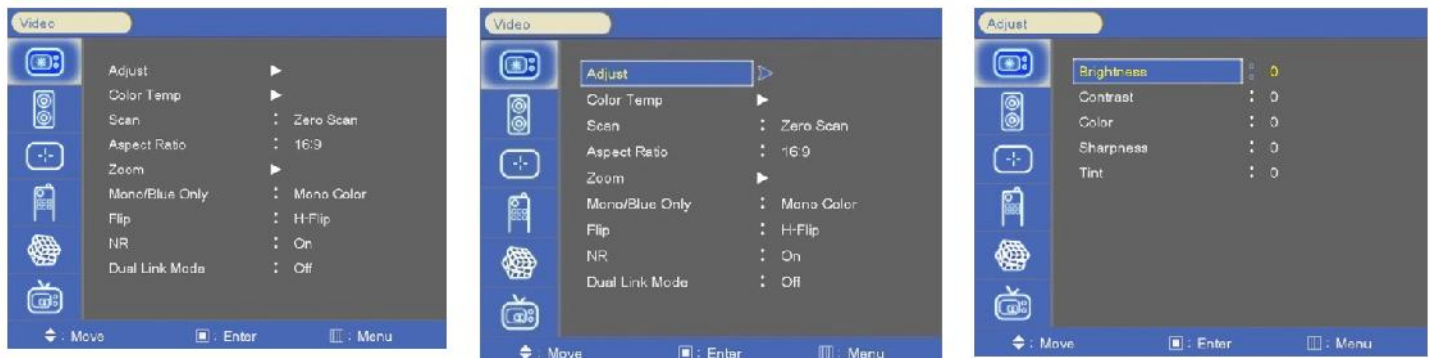 Video
Adjust ►
Color Temp ►
Scan : Zero Scan
Aspect Ratio : 16:9
Zoom ►
Mono/Blue Only : Mono Color
Flip : H-Flip
NR : On
Dual Link Mode : Off
: Move : Enter : Menu
Video
Adjust
Color Temp ►
Scan : Zero Scan
Aspect Ratio : 16:9
Zoom ►
Mono/Blue Only : Mono Color
Flip : H-Flip
NR : On
Dual Link Mode : Off
: Move : Enter : Menu
Adjust
Brightness : 0
Contrast : 0
Color : 0
Sharpness : 0
Tint : 0
: Move : Enter : Menu